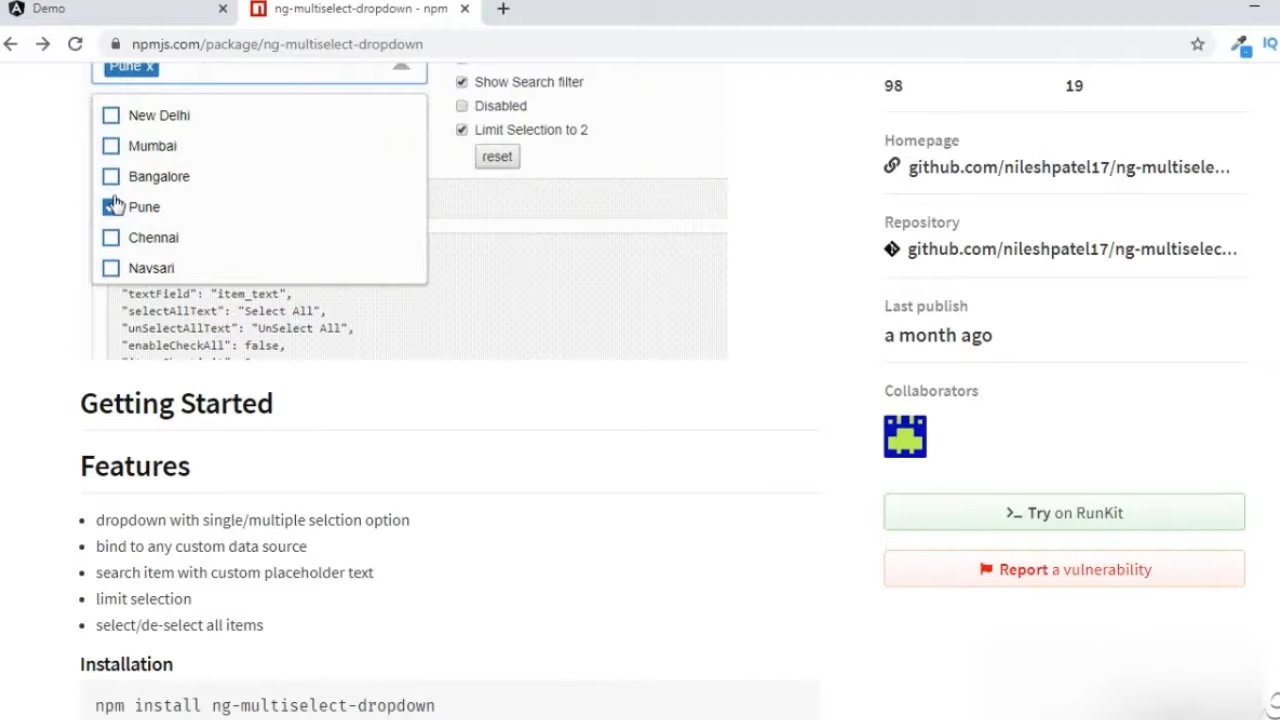 Demo
ng-multiselect-dropdown - npm
npmjs.com/package/ng-multiselect-dropdown
IQ
Pune x
New Delhi
Mumbai
Bangalore
Pune
Chennai
Navsari
Show Search filter
Disabled
Limit Selection to 2
reset
"textField": "item_text",
"selectAllText": "Select All",
"unSelectAllText": "UnSelect All",
"enableCheckAll": false,
Getting Started
Features
dropdown with single/multiple selction option
bind to any custom data source
search item with custom placeholder text
limit selection
select/de-select all items
Installation
npm install ng-multiselect-dropdown
98 19
Homepage
github.com/nileshpatel17/ng-multisele...
Repository
github.com/nileshpatel17/ng-multiselec...
Last publish
a month ago
Collaborators
>_ Try on RunKit
Report a vulnerability